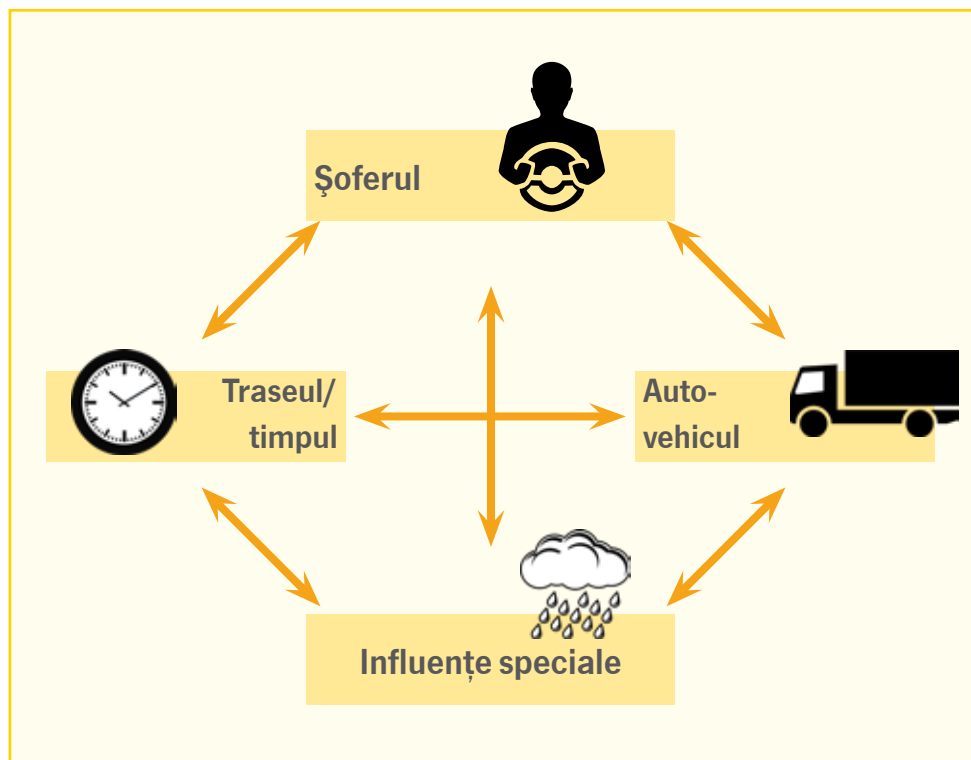 Şoferul
Traseul/
timpul
Auto-
vehicul
Influențe speciale